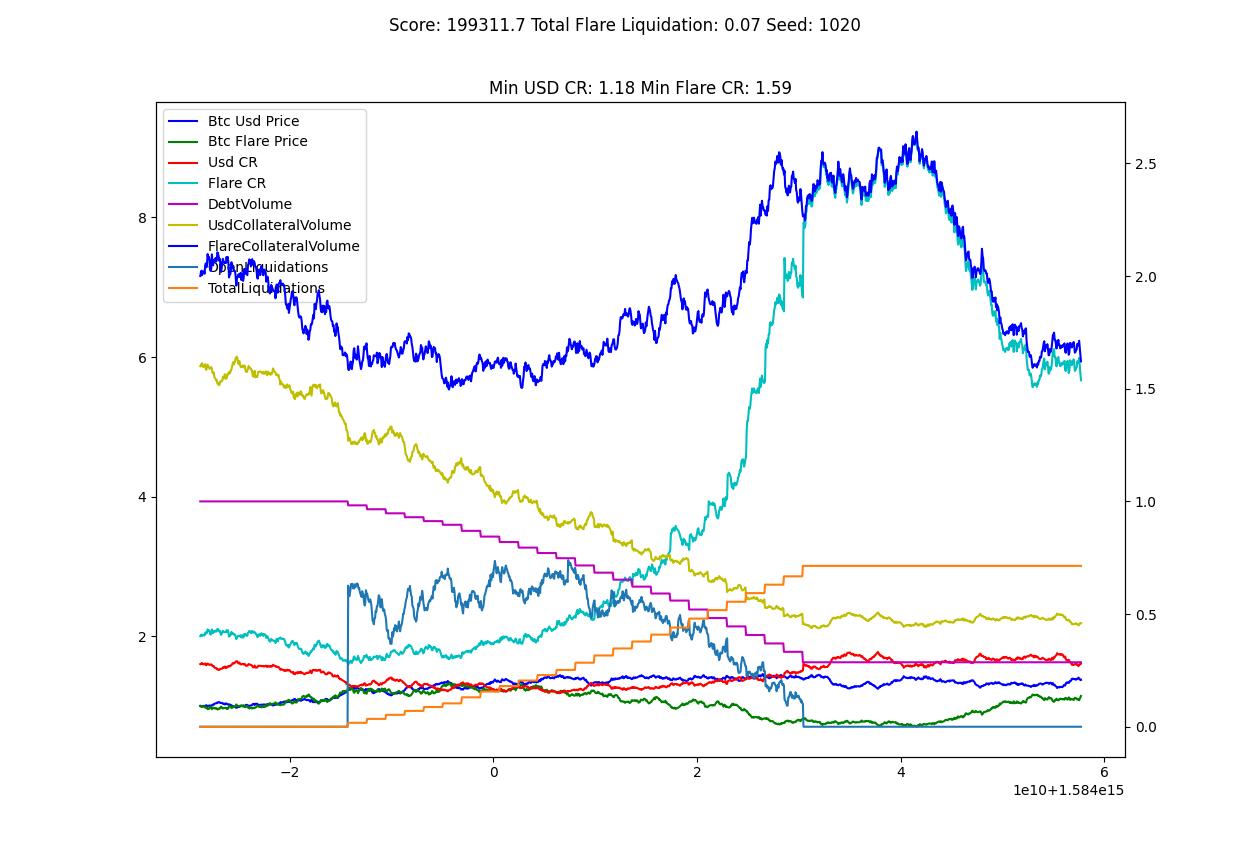 Score: 199311.7 Total Flare Liquidation: 0.07 Seed: 1020
Min USD CR: 1.18 Min Flare CR: 1.59
Btc Usd Price
Btc Flare Price
Usd CR
Flare CR
DebtVolume
UsdCollateralVolume
FlareCollateralVolume
OpenLiquidations
TotalLiquidations
8
6
4
2
2.5
2.0
1.5
1.0
0.5
0.0
−2
0
2
4
6
1e10+1.584e15